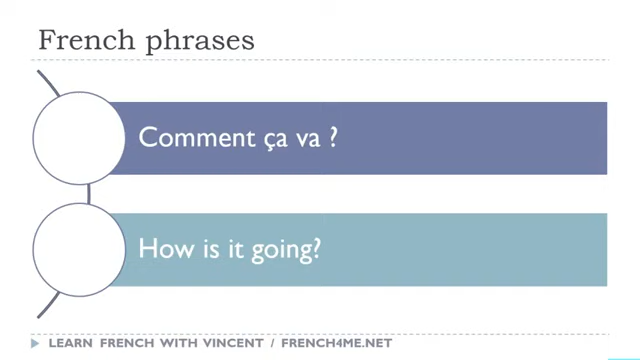 French phrases
Comment ça va ?
How is it going?
LEARN FRENCH WITH VINCENT / FRENCH4ME.NET